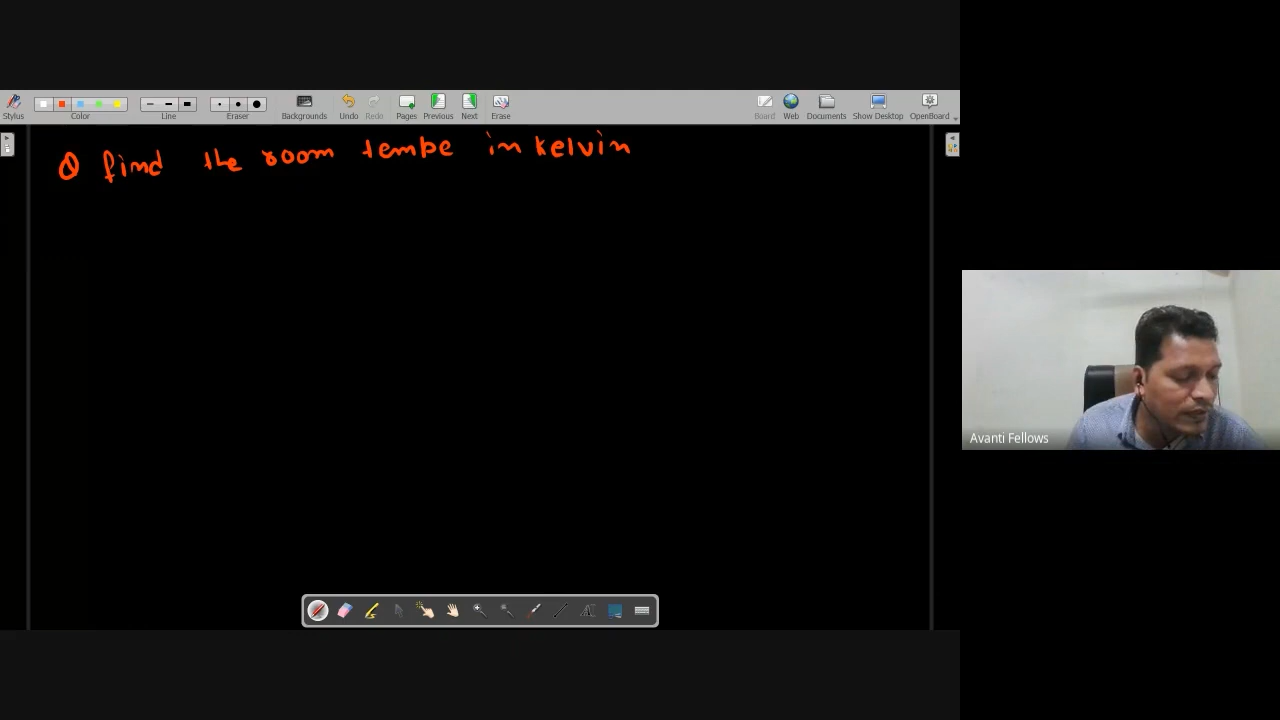 Stylus Color Line Eraser Backgrounds Undo Redo Pages Previous Next Erase Board Web Documents Show Desktop OpenBoard
Q find the room tembe in kelvin
Avanti Fellows